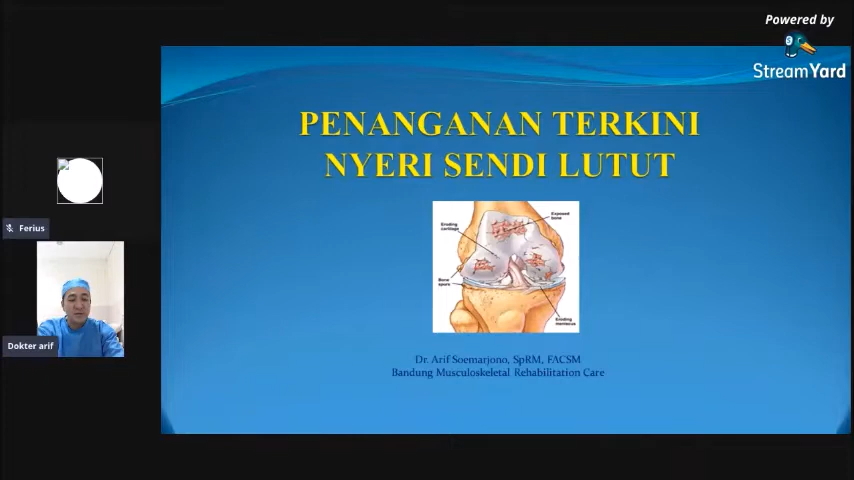 Powered by
StreamYard
PENANGANAN TERKINI
NYERI SENDI LUTUT
Exposed
bone
Eroding
cartilage
Bone
spurs
Eroding
meniscus
Ferius
Dokter arif
Dr. Arif Soemarjono, SpRM, FACSM
Bandung Musculoskeletal Rehabilitation Care